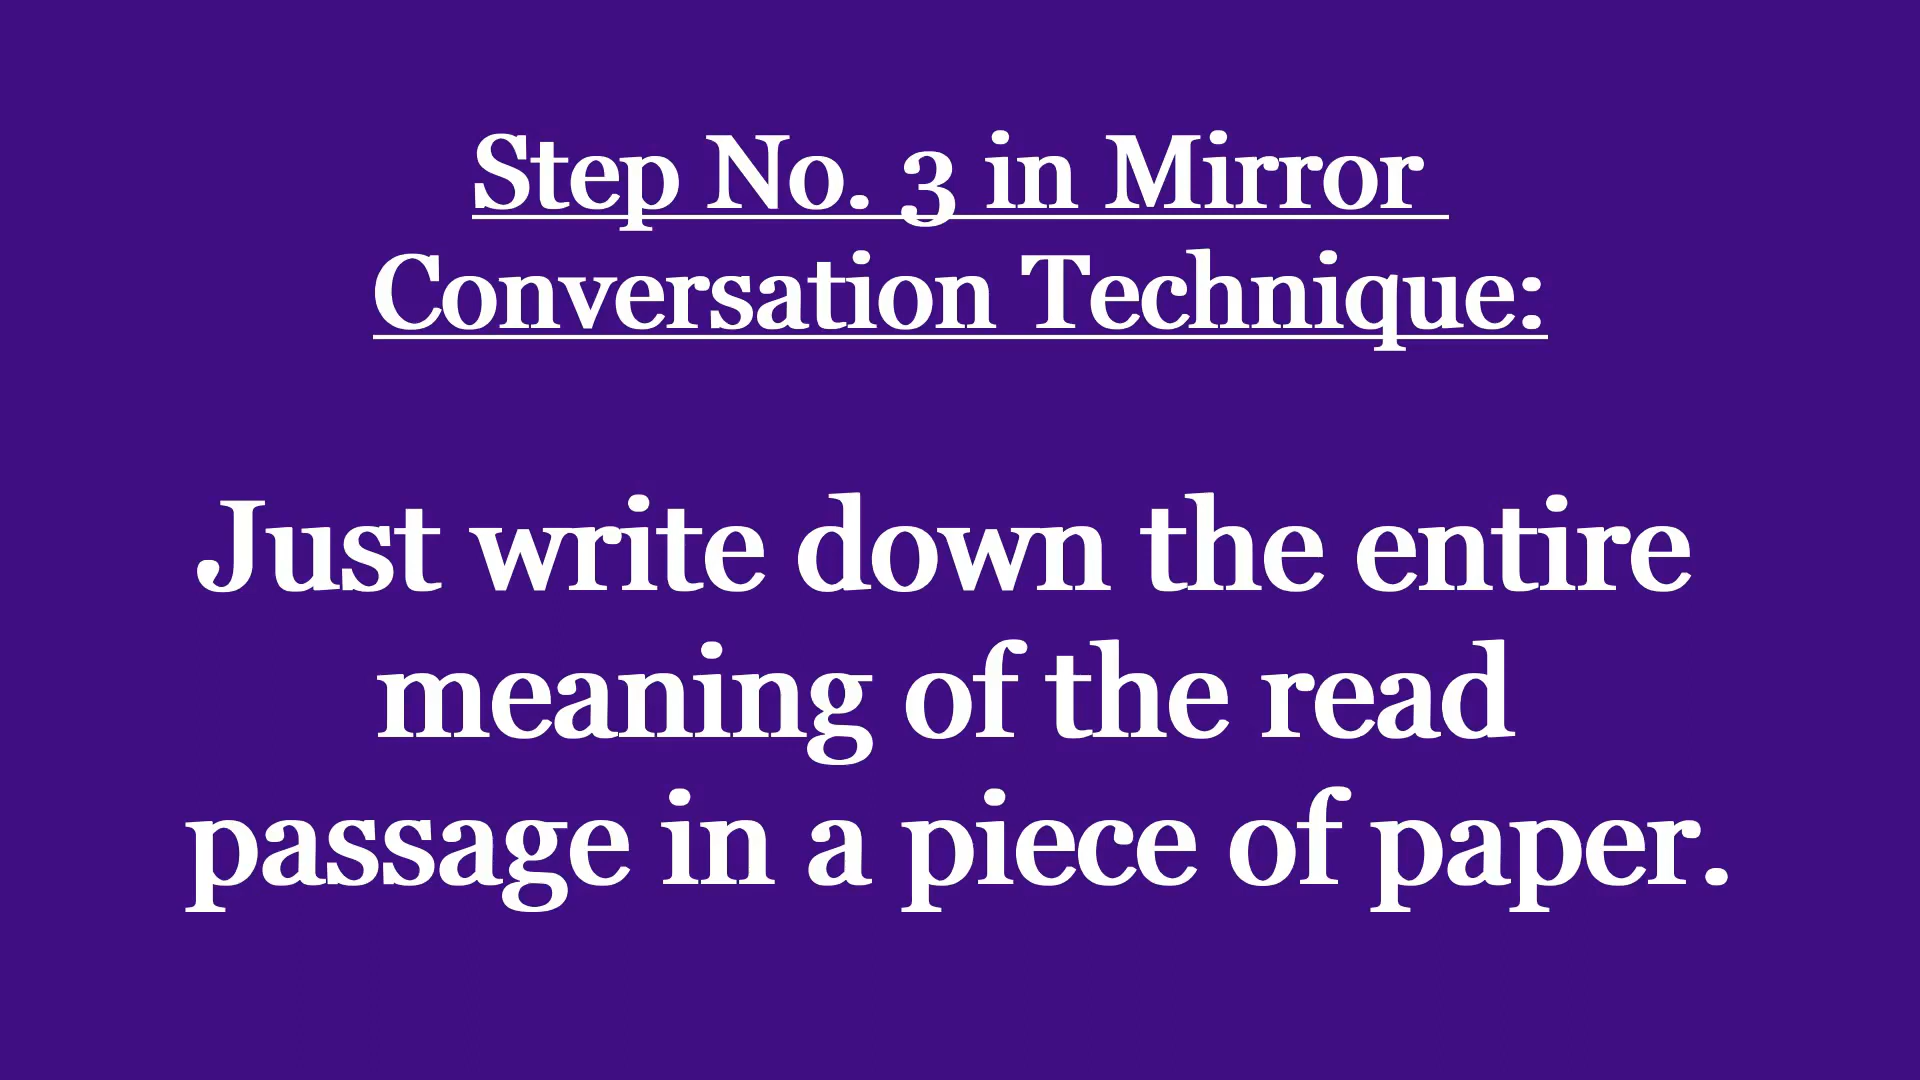 Step No. 3 in Mirror
Conversation Technique:
Just write down the entire
meaning of the read
passage in a piece of paper.